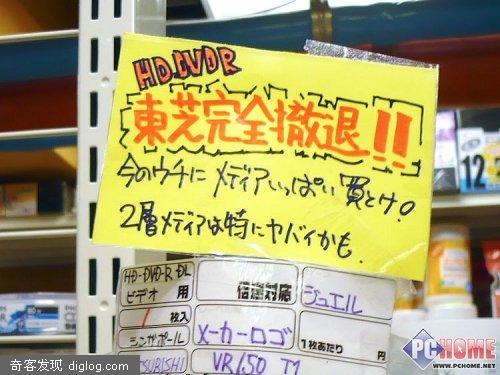 HD DVD R
東芝完全撤退!!
今のウチにメディアいっぱい買っとけ!
2層メディアは特にヤバイかも.
HD-DVD-R DL
ビデオ 用
倍速対応
ジュエル
枚入
シンガポール
メーカーロゴ
1枚あたり 円
MITSUBISHI
VR150 T1
12
奇客发现 diglog.com
PCHOME
WWW.PCHOME.NET